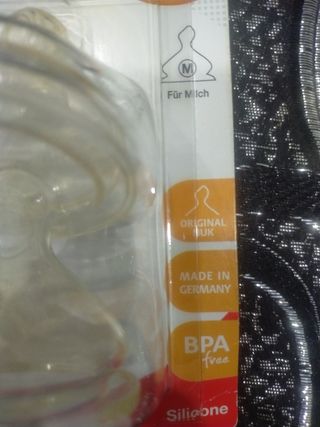 M
Für Milch
ORIGINAL
NUK
MADE IN
GERMANY
BPA
free
Silicone